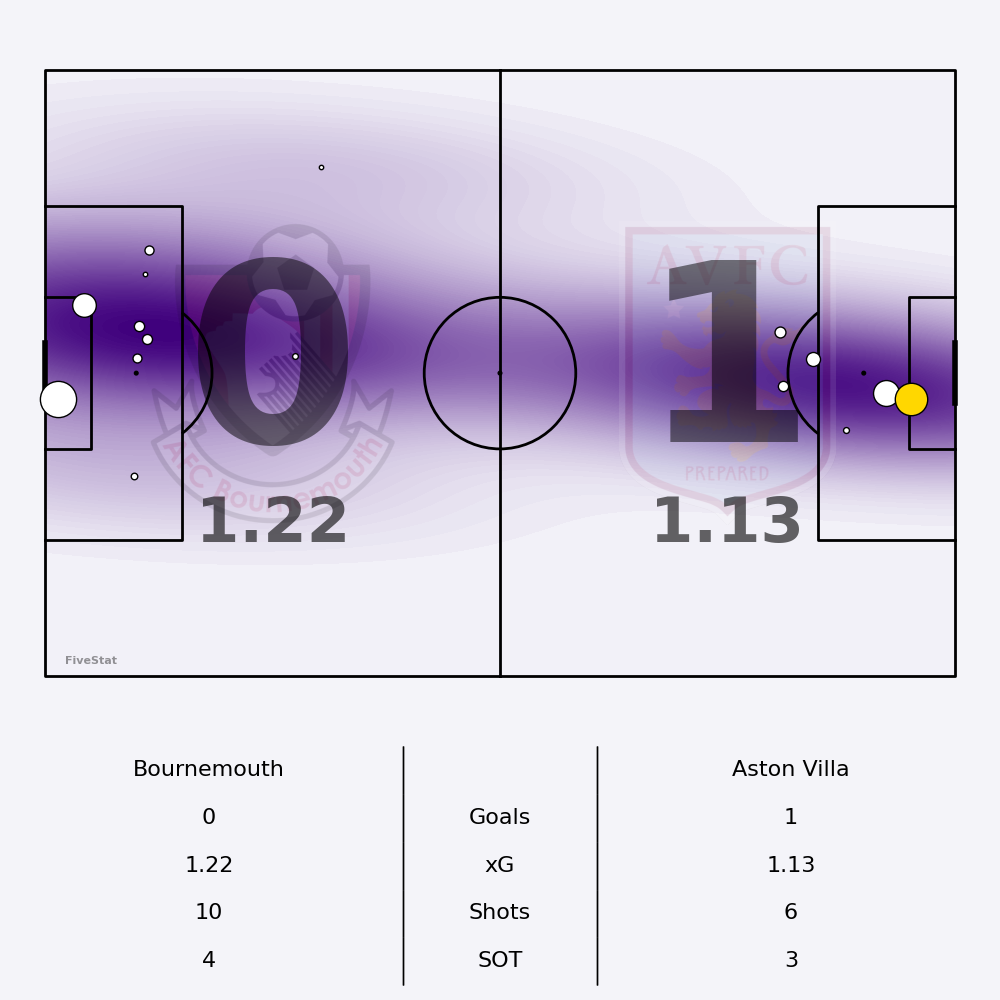 AVFC
0
1
AFC Bournemouth
PREPARED
1.22
1.13
FiveStat
Bournemouth Aston Villa
0 Goals 1
1.22 xG 1.13
10 Shots 6
4 SOT 3